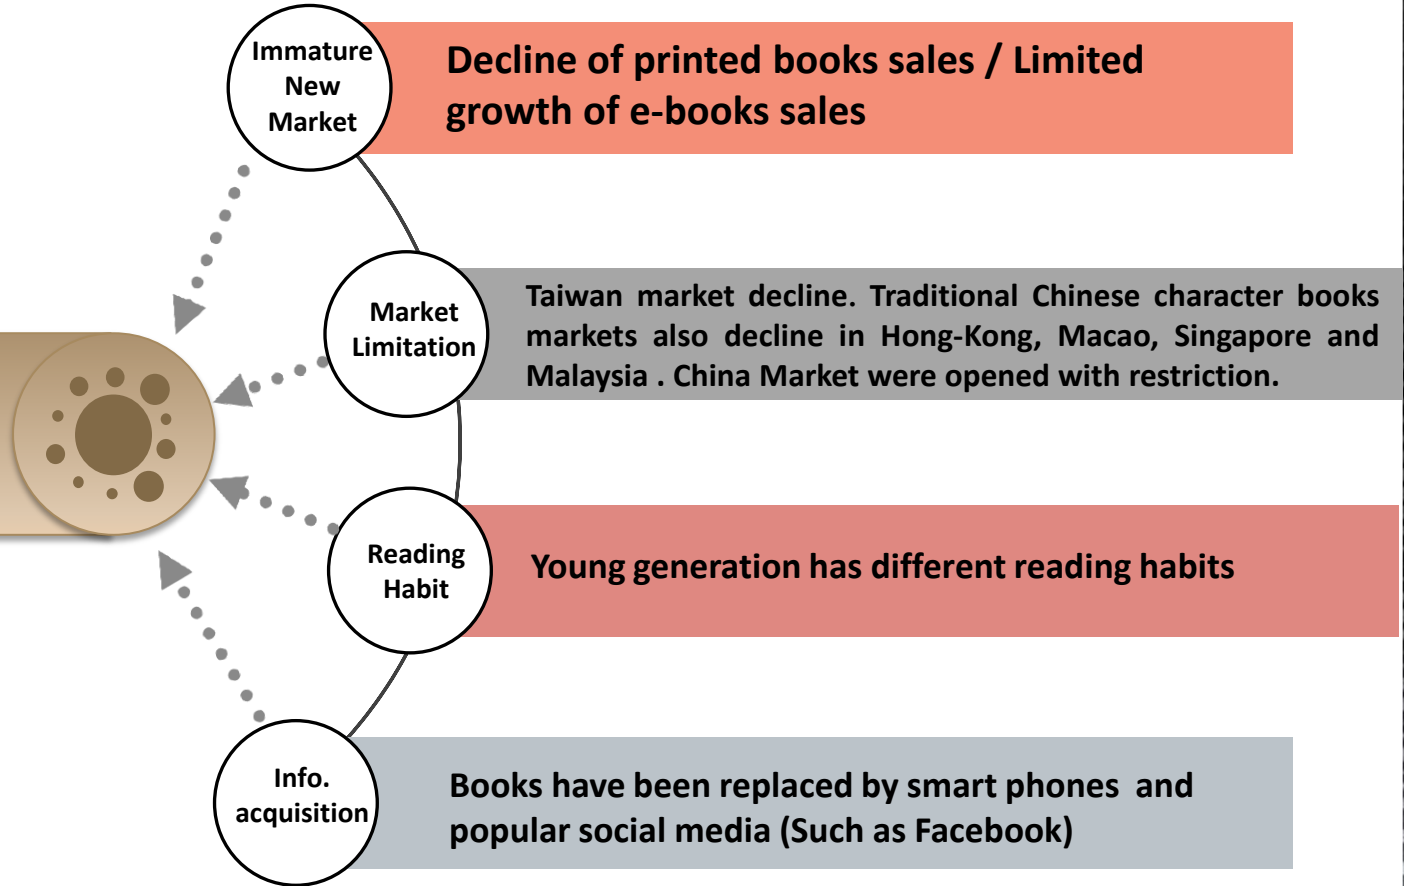 Immature
New
Market
Decline of printed books sales / Limited
growth of e-books sales
Market
Limitation
Taiwan market decline. Traditional Chinese character books
markets also decline in Hong-Kong, Macao, Singapore and
Malaysia . China Market were opened with restriction.
Reading
Habit
Young generation has different reading habits
Info.
acquisition
Books have been replaced by smart phones  and
popular social media (Such as Facebook)